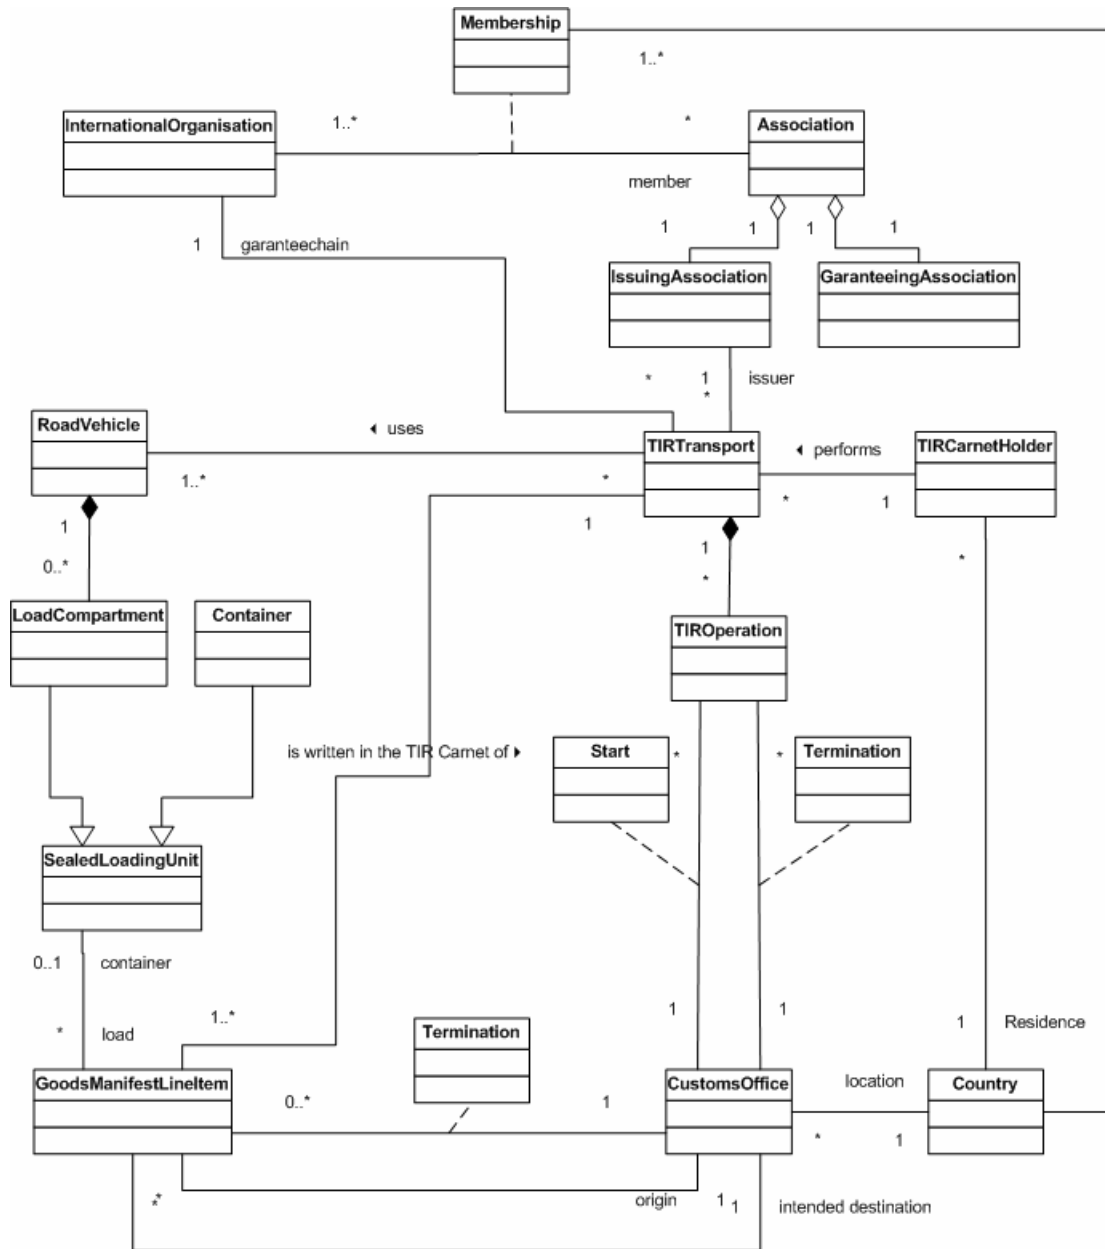 Membership
1..*
InternationalOrganisation
1..*
*
Association
member
1 garanteechain
1 1 1 1
IssuingAssociation
GaranteeingAssociation
* 1 issuer
*
RoadVehicle
◂ uses
TIRTransport
◂ performs
TIRCarnetHolder
1..*
* * 1
1 1
1
0..* * *
LoadCompartment
Container
TIROperation
is written in the TIR Carnet of ▸
Start
* *
Termination
SealedLoadingUnit
0..1 container
* load
1..*
Termination
1 1
1 Residence
GoodsManifestLineItem
CustomsOffice
location
Country
0..* 1
* 1
** origin 1 1 intended destination